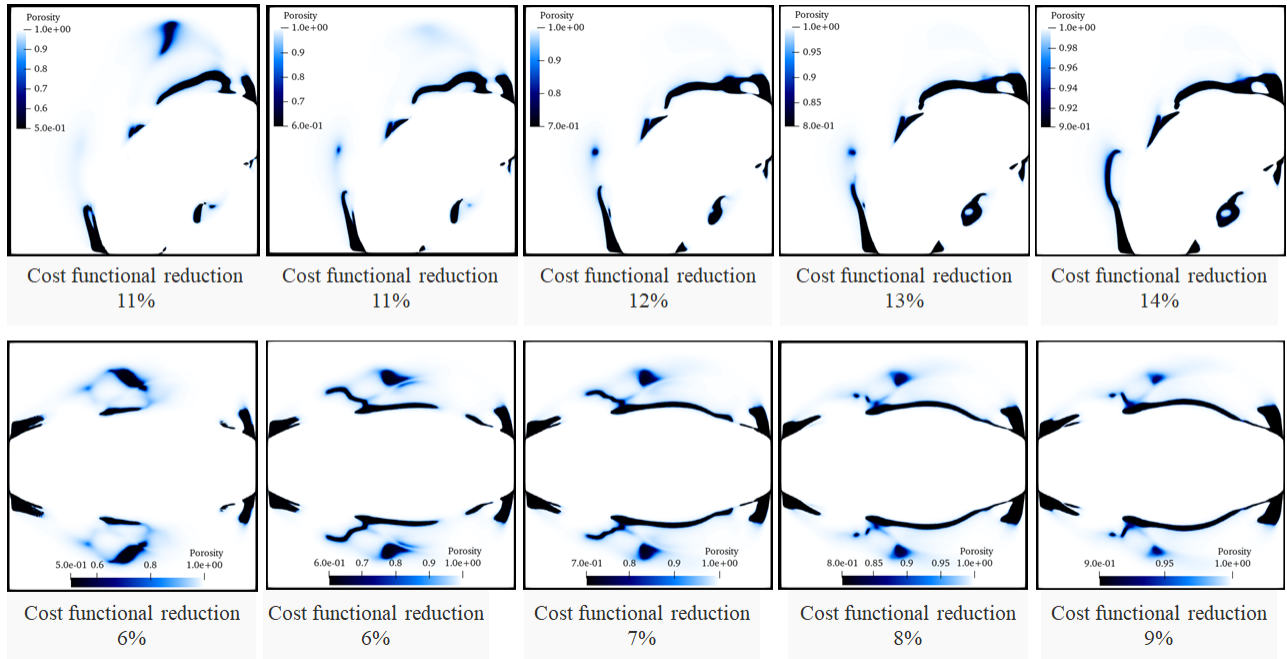 Porosity
1.0e+00
0.9
0.8
0.7
0.6
5.0e-01
Cost functional reduction
11%
Porosity
1.0e+00
0.9
0.8
0.7
6.0e-01
Cost functional reduction
11%
Porosity
1.0e+00
0.9
0.8
7.0e-01
Cost functional reduction
12%
Porosity
1.0e+00
0.95
0.9
0.85
8.0e-01
Cost functional reduction
13%
Porosity
1.0e+00
0.98
0.96
0.94
0.92
9.0e-01
Cost functional reduction
14%
Porosity
5.0e-01 0.6 0.8 1.0e+00
Cost functional reduction
6%
Porosity
6.0e-01 0.7 0.8 0.9 1.0e+00
Cost functional reduction
6%
Porosity
7.0e-01 0.8 0.9 1.0e+00
Cost functional reduction
7%
Porosity
8.0e-01 0.85 0.9 0.95 1.0e+00
Cost functional reduction
8%
Porosity
9.0e-01 0.95 1.0e+00
Cost functional reduction
9%